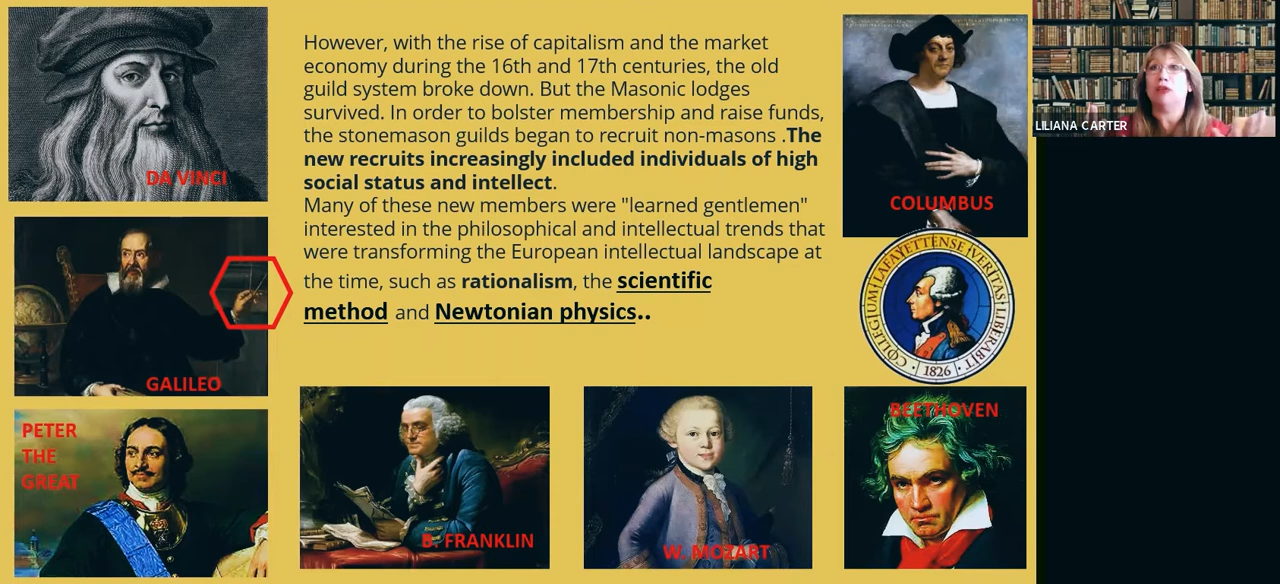 However, with the rise of capitalism and the market
economy during the 16th and 17th centuries, the old
guild system broke down. But the Masonic lodges
survived. In order to bolster membership and raise funds,
the stonemason guilds began to recruit non-masons .The
new recruits increasingly included individuals of high
social status and intellect.
Many of these new members were "learned gentlemen"
interested in the philosophical and intellectual trends that
were transforming the European intellectual landscape at
the time, such as rationalism, the scientific
method and Newtonian physics..
DA VINCI
GALILEO
PETER
THE
GREAT
B. FRANKLIN
W. MOZART
BEETHOVEN
COLUMBUS
COLLEGIUM LAFAYETTENSE VERITAS LIBERABIT
· 1826 ·
LILIANA CARTER